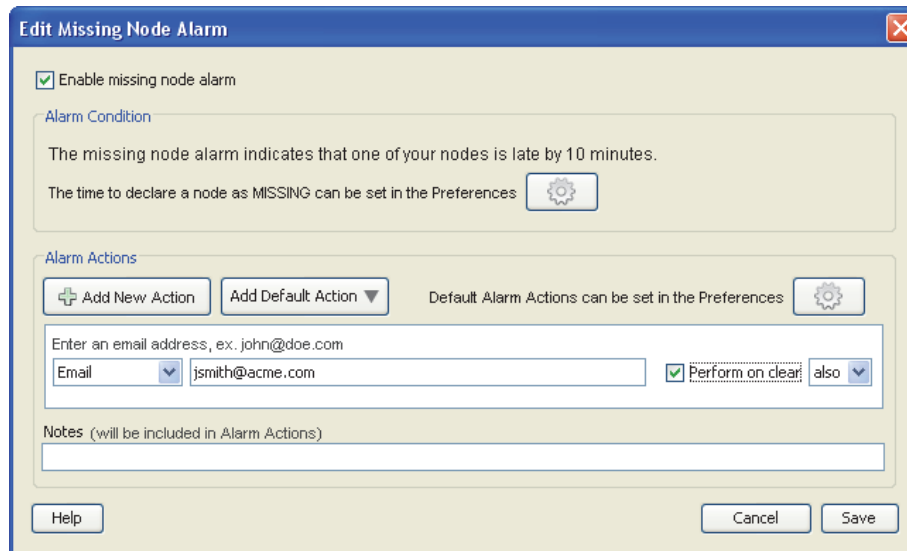 Edit Missing Node Alarm
Enable missing node alarm
Alarm Condition
The missing node alarm indicates that one of your nodes is late by 10 minutes.
The time to declare a node as MISSING can be set in the Preferences
Alarm Actions
Add New Action Add Default Action Default Alarm Actions can be set in the Preferences
Enter an email address, ex. john@doe.com
Email jsmith@acme.com Perform on clear also
Notes (will be included in Alarm Actions)
Help Cancel Save